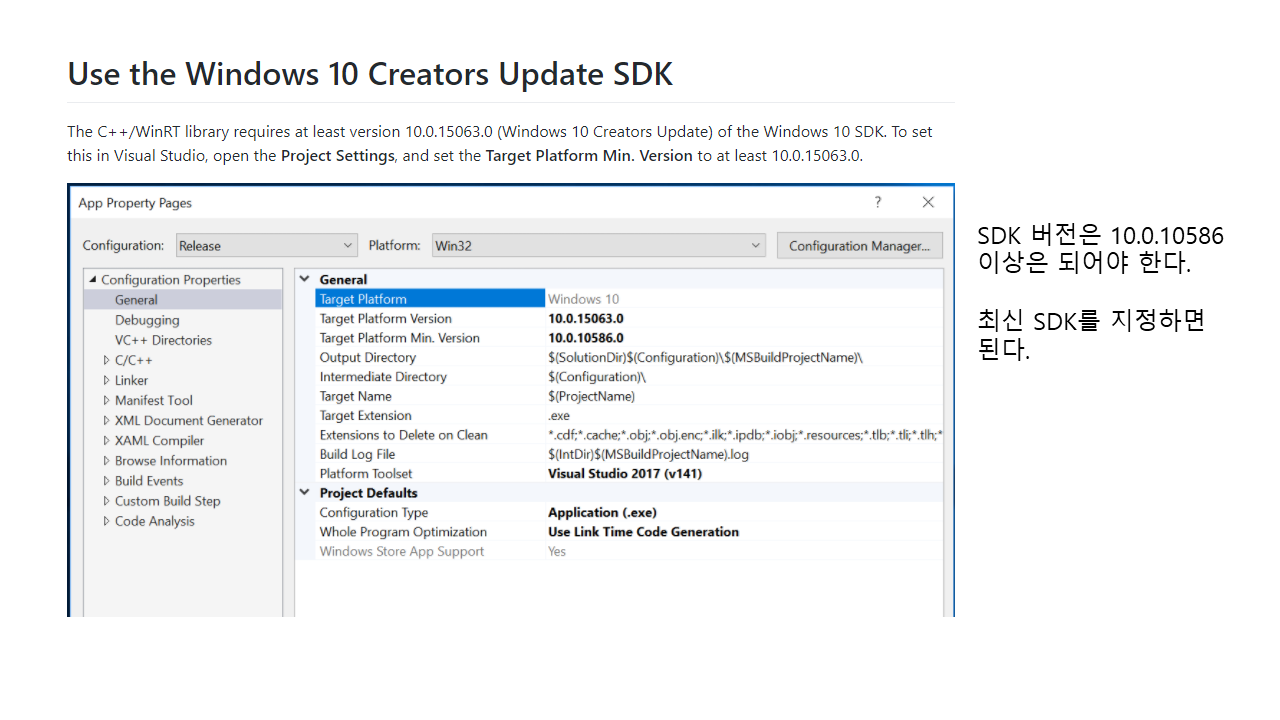 Use the Windows 10 Creators Update SDK
The C++/WinRT library requires at least version 10.0.15063.0 (Windows 10 Creators Update) of the Windows 10 SDK. To set
this in Visual Studio, open the Project Settings, and set the Target Platform Min. Version to at least 10.0.15063.0.
App Property Pages ?
Configuration: Release Platform: Win32 Configuration Manager...
Configuration Properties
General
Debugging
VC++ Directories
C/C++
Linker
Manifest Tool
XML Document Generator
XAML Compiler
Browse Information
Build Events
Custom Build Step
Code Analysis
General
Target Platform Windows 10
Target Platform Version 10.0.15063.0
Target Platform Min. Version 10.0.10586.0
Output Directory $(SolutionDir)$(Configuration)\$(MSBuildProjectName)\
Intermediate Directory $(Configuration)\
Target Name $(ProjectName)
Target Extension .exe
Extensions to Delete on Clean *.cdf;*.cache;*.obj;*.obj.enc;*.ilk;*.ipdb;*.iobj;*.resources;*.tlb;*.tli;*.tlh;*
Build Log File $(IntDir)$(MSBuildProjectName).log
Platform Toolset Visual Studio 2017 (v141)
Project Defaults
Configuration Type Application (.exe)
Whole Program Optimization Use Link Time Code Generation
Windows Store App Support Yes
SDK 버전은 10.0.10586
이상은 되어야 한다.
최신 SDK를 지정하면
된다.